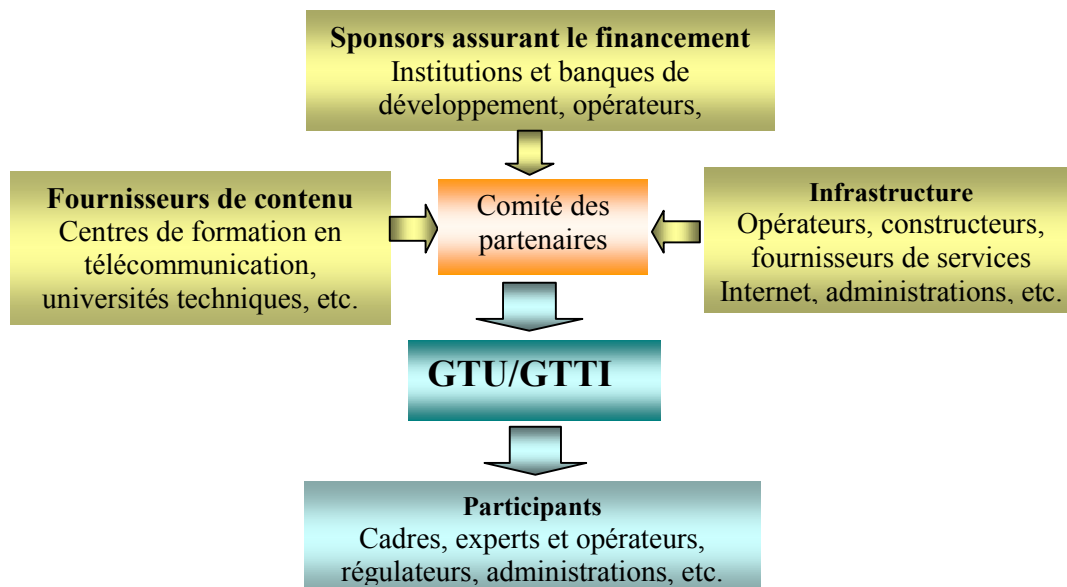 Sponsors assurant le financement
Institutions et banques de
développement, opérateurs,
Fournisseurs de contenu
Centres de formation en
télécommunication,
universités techniques, etc.
Comité des
partenaires
Infrastructure
Opérateurs, constructeurs,
fournisseurs de services
Internet, administrations, etc.
GTU/GTTI
Participants
Cadres, experts et opérateurs,
régulateurs, administrations, etc.